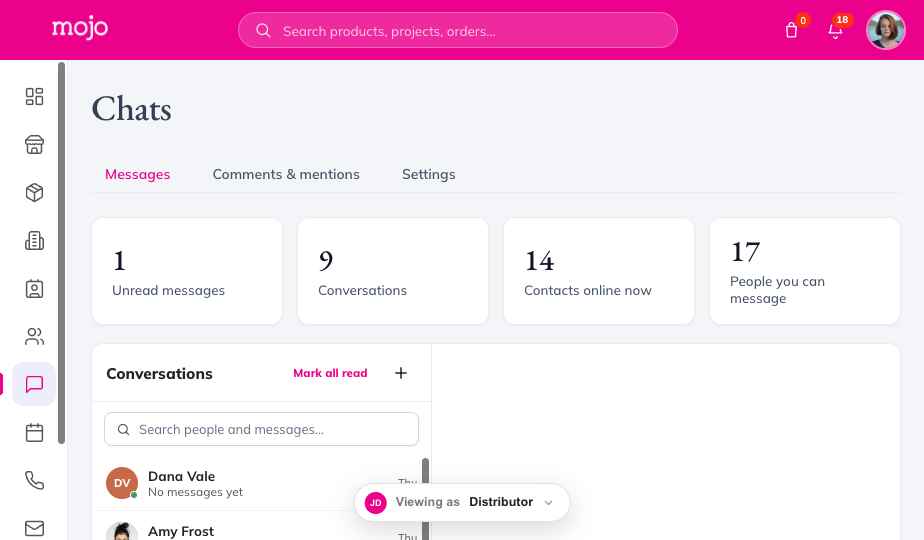 mojo
Search products, projects, orders...
0
18
Chats
Messages
Comments & mentions
Settings
1
Unread messages
9
Conversations
14
Contacts online now
17
People you can
message
Conversations
Mark all read
Search people and messages...
DV
Dana Vale
No messages yet
Thu
JD
Viewing as Distributor
Amy Frost
Thu